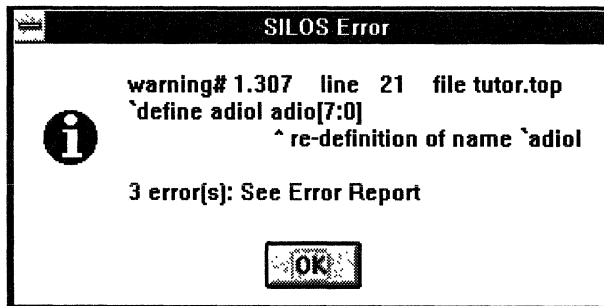 SILOS Error
warning# 1.307 line 21 file tutor.top
`define adiol adio[7:0]
^ re-definition of name `adiol
3 error(s): See Error Report
OK